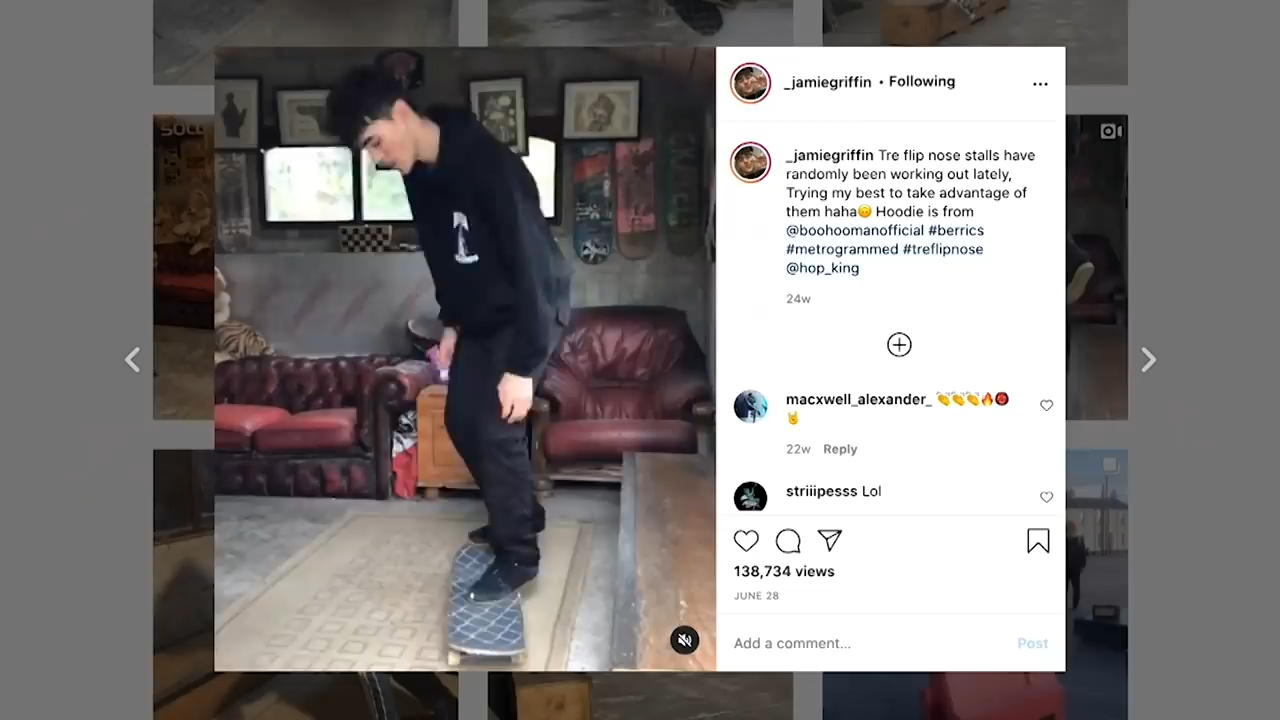 SOLO
_jamiegriffin • Following
_jamiegriffin Tre flip nose stalls have
randomly been working out lately,
Trying my best to take advantage of
them haha🙃 Hoodie is from
@boohoomanofficial #berrics
#metrogrammed #treflipnose
@hop_king
24w
macxwell_alexander_ 👏👏👏🔥
🤘
22w Reply
striiipesss Lol
138,734 views
JUNE 28
Add a comment... Post